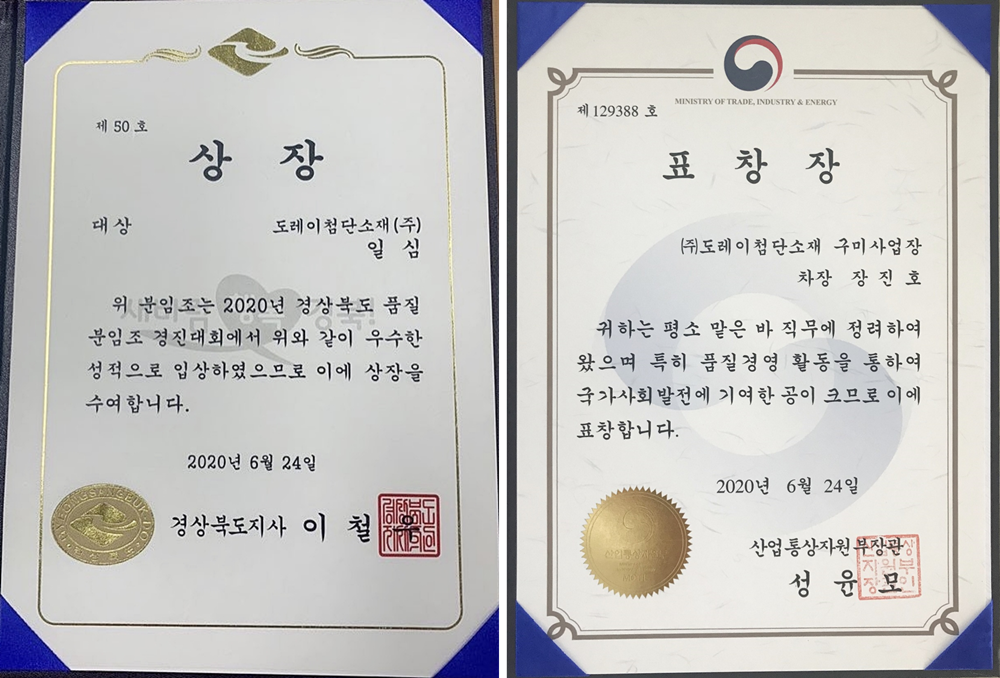 제 50 호
상 장
대상 도레이첨단소재(주)
일 심
위 분임조는 2020년 경상북도 품질
분임조 경진대회에서 위와 같이 우수한
성적으로 입상하였으므로 이에 상장을
수여합니다.
2020년 6월 24일
경상북도지사 이 철 우
MINISTRY OF TRADE, INDUSTRY & ENERGY
제 129388 호
표 창 장
㈜도레이첨단소재 구미사업장
차장 장 진 호
귀하는 평소 맡은 바 직무에 정려하여
왔으며 특히 품질경영 활동을 통하여
국가사회발전에 기여한 공이 크므로 이에
표창합니다.
2020년 6월 24일
산업통상자원부장관
성 윤 모